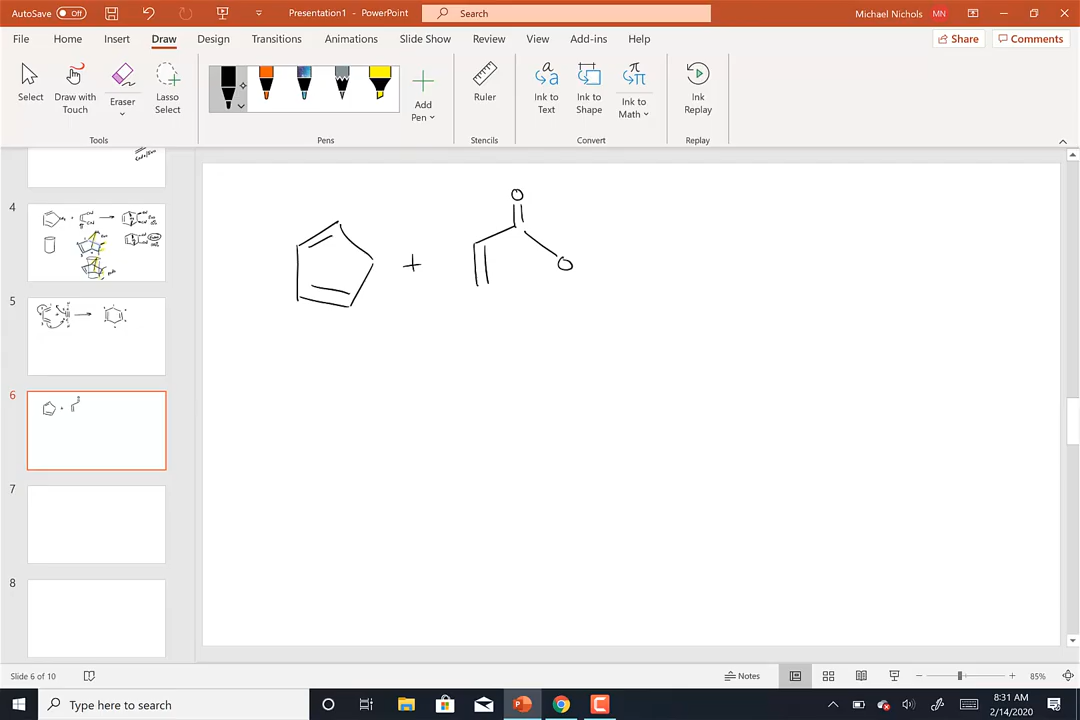 AutoSave Off Presentation1 - PowerPoint Search Michael Nichols MN
File Home Insert Draw Design Transitions Animations Slide Show Review View Add-ins Help Share Comments
Select Draw with Touch Eraser Lasso Select Add Pen Ruler Ink to Text Ink to Shape Ink to Math Ink Replay
Tools Pens Stencils Convert Replay
4
5
6
7
8
O
+ O
Slide 6 of 10 Notes 85%
Type here to search 8:31 AM
2/14/2020